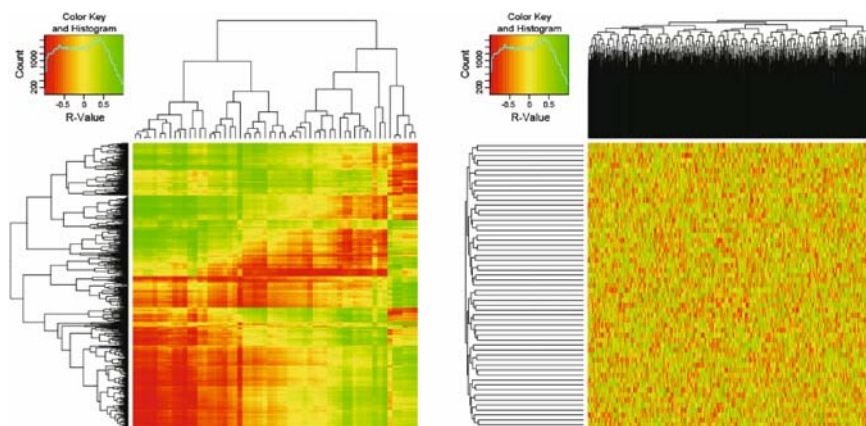 Color Key
and Histogram
Count
200
1000
-0.5
0
0.5
R-Value
Color Key
and Histogram
Count
200
1000
-0.5
0
0.5
R-Value